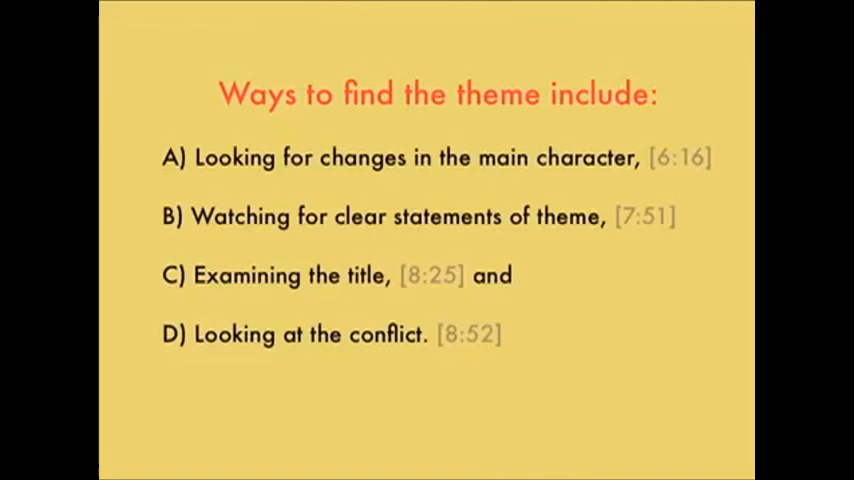 Ways to find the theme include:
A) Looking for changes in the main character, [6:16]
B) Watching for clear statements of theme, [7:51]
C) Examining the title, [8:25] and
D) Looking at the conflict. [8:52]